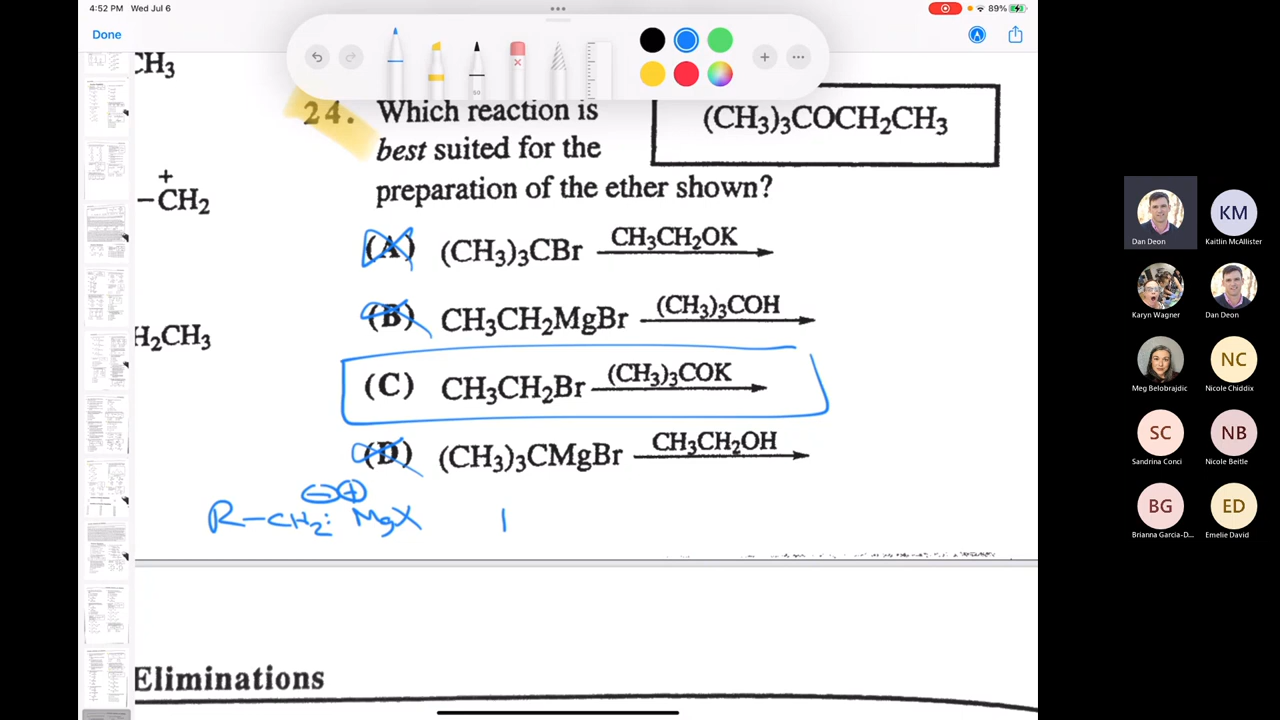 4:52 PM Wed Jul 6
89%
Done
50
CH3
24. Which reaction is
best suited for the
preparation of the ether shown?
(CH3)3COCH2CH3
+
–CH2
(A) (CH3)3CBr CH3CH2OK
(B) CH3CH2MgBr (CH3)3COH
H2CH3
(C) CH3CH2Br (CH3)3COK
(D) (CH3)3CMgBr CH3CH2OH
⊖⊕
R–CH2: MgX
Eliminations
Dan Deon
KM
Kaitlin McAllister
Karyn Wagner
Dan Deon
Meg Belobrajdic
NC
Nicole Chiddix
SC
Sandrina Conci
NB
Nicole Beitle
BG
Brianna Garcia-D...
ED
Emelie David